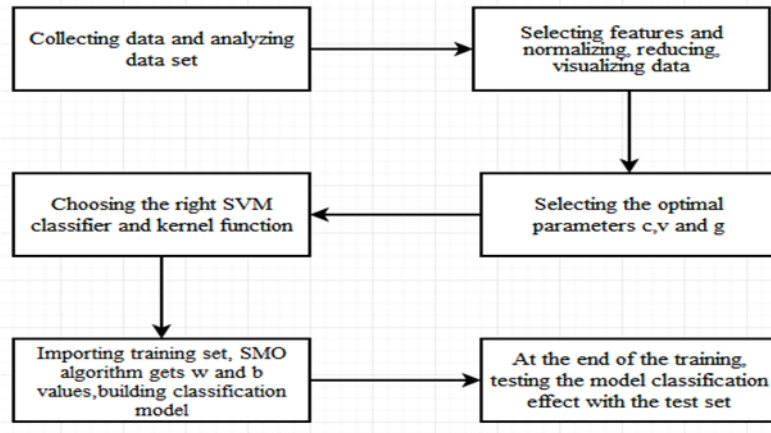 Collecting data and analyzing
data set
Selecting features and
normalizing, reducing,
visualizing data
Selecting the optimal
parameters c,v and g
Choosing the right SVM
classifier and kernel function
Importing training set, SMO
algorithm gets w and b
values,building classification
model
At the end of the training,
testing the model classification
effect with the test set